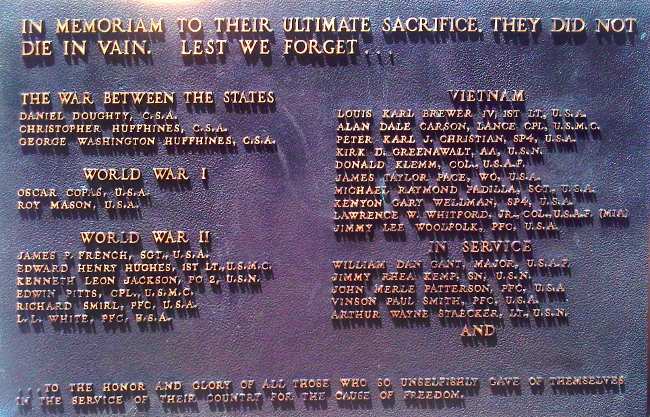 IN MEMORIAM TO THEIR ULTIMATE SACRIFICE, THEY DID NOT
DIE IN VAIN. LEST WE FORGET . . .
THE WAR BETWEEN THE STATES
DANIEL DOUGHTY, C.S.A.
CHRISTOPHER HUFFHINES, C.S.A.
GEORGE WASHINGTON HUFFHINES, C.S.A.
WORLD WAR I
OSCAR COPAS, U.S.A.
ROY MASON, U.S.A.
WORLD WAR II
JAMES P. FRENCH, SGT., U.S.A.
EDWARD HENRY HUGHES, 1ST LT., U.S.M.C.
KENNETH LEON JACKSON, PO 2, U.S.N.
EDWIN PITTS, CPL., U.S.M.C.
RICHARD SMIRL, PFC, U.S.A.
L. L. WHITE, PFC, U.S.A.
VIETNAM
LOUIS KARL BREWER IV, 1ST LT., U.S.A.
ALAN DALE CARSON, LANCE CPL, U.S.M.C.
PETER KARL J. CHRISTIAN, SP4, U.S.A.
KIRK D. GREENAWALT, AA, U.S.N.
DONALD KLEMM, COL., U.S.A.F.
JAMES TAYLOR PACE, WO, U.S.A.
MICHAEL RAYMOND PADILLA, SGT., U.S.A.
KENYON GARY WELLMAN, SP4, U.S.A.
LAWRENCE W. WHITFORD, JR., COL., U.S.A.F. (MIA)
JIMMY LEE WOOLFOLK, PFC, U.S.A.
IN SERVICE
WILLIAM DAN GANT, MAJOR, U.S.A.F.
JIMMY RHEA KEMP, SN, U.S.N.
JOHN MERLE PATTERSON, PFC, U.S.A
VINSON PAUL SMITH, PFC, U.S.A.
ARTHUR WAYNE STAECKER, LT., U.S.N.
AND
. . . TO THE HONOR AND GLORY OF ALL THOSE WHO SO UNSELFISHLY GAVE OF THEMSELVES
IN THE SERVICE OF THEIR COUNTRY FOR THE CAUSE OF FREEDOM.